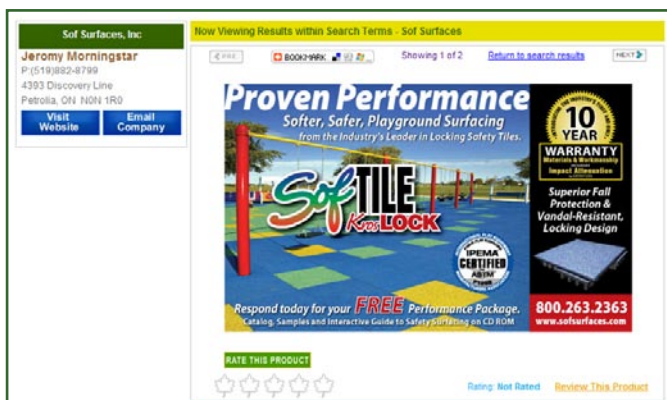 Sof Surfaces, Inc
Jeromy Morningstar
P:(519)882-8799
4393 Discovery Line
Petrolia, ON N0N 1R0
Visit Website
Email Company
Now Viewing Results within Search Terms - Sof Surfaces
PRE
BOOKMARK
Showing 1 of 2
Return to search results
NEXT
Proven Performance
Softer, Safer, Playground Surfacing
from the Industry's Leader in Locking Safety Tiles.
SofTILE
KrosLOCK
10
YEAR
WARRANTY
Materials & Workmanship
Impact Attenuation
Superior Fall
Protection &
Vandal-Resistant,
Locking Design
IPEMA
CERTIFIED
ASTM
Respond today for your FREE Performance Package.
Catalog, Samples and Interactive Guide to Safety Surfacing on CD ROM
800.263.2363
www.sofsurfaces.com
RATE THIS PRODUCT
Rating: Not Rated
Review This Product